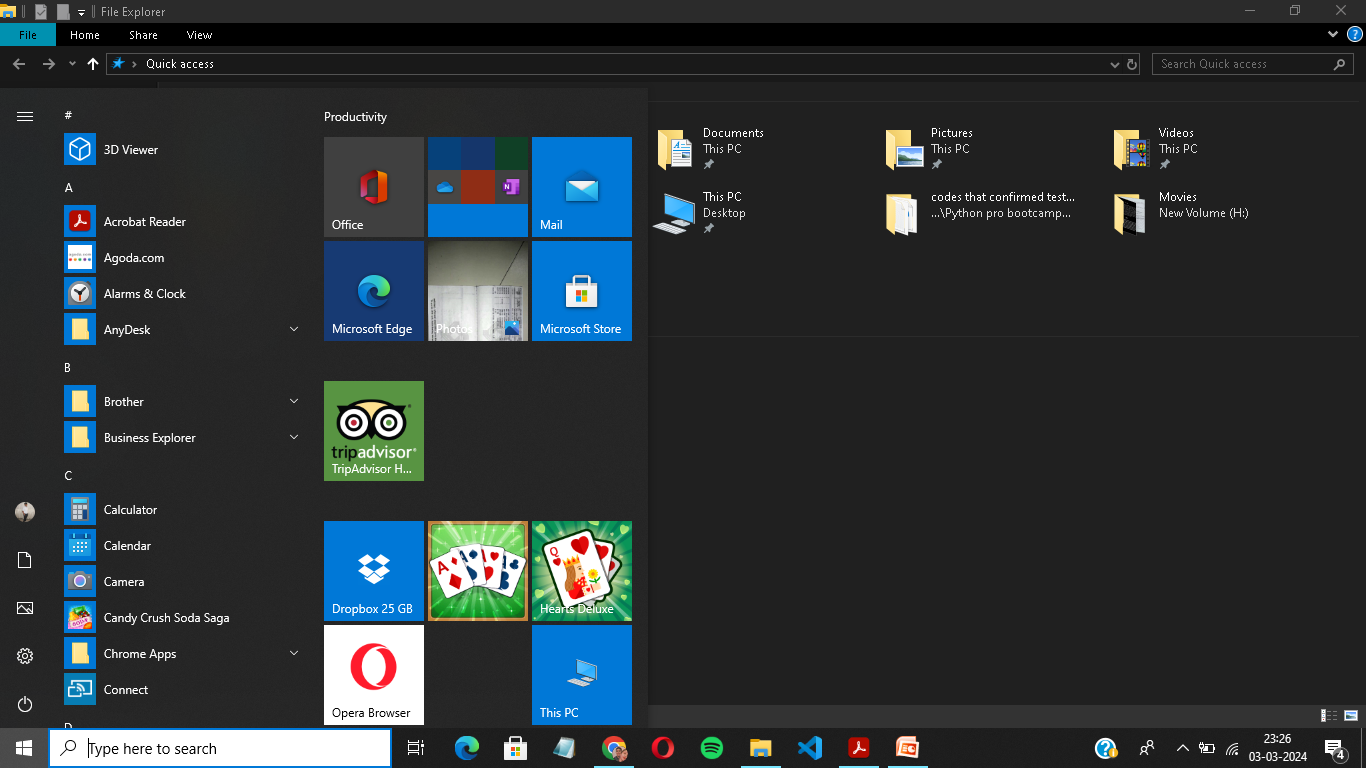 File Explorer
File Home Share View
Quick access
Search Quick access
#
3D Viewer
A
Acrobat Reader
Agoda.com
Alarms & Clock
AnyDesk
B
Brother
Business Explorer
C
Calculator
Calendar
Camera
Candy Crush Soda Saga
Chrome Apps
Connect
D
Productivity
Office
Mail
Microsoft Edge
Photos
Microsoft Store
tripadvisor®
TripAdvisor H...
Dropbox 25 GB
Hearts Deluxe
Opera Browser
This PC
Documents
This PC
Pictures
This PC
Videos
This PC
This PC
Desktop
codes that confirmed test...
...\Python pro bootcamp...
Movies
New Volume (H:)
Type here to search
23:26
03-03-2024
4